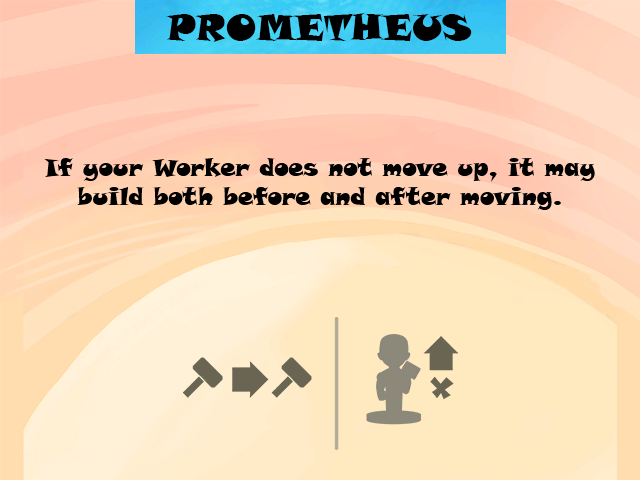 PROMETHEUS
If your Worker does not move up, it may
build both before and after moving.